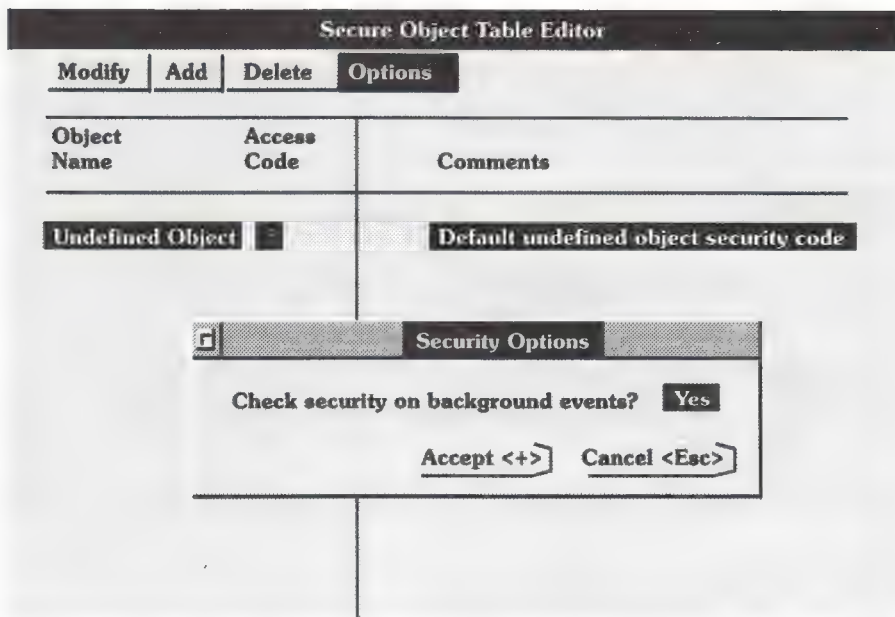 Secure Object Table Editor
Modify Add Delete Options
Object Name Access Code Comments
Undefined Object Default undefined object security code
Security Options
Check security on background events? Yes
Accept <+> Cancel <Esc>